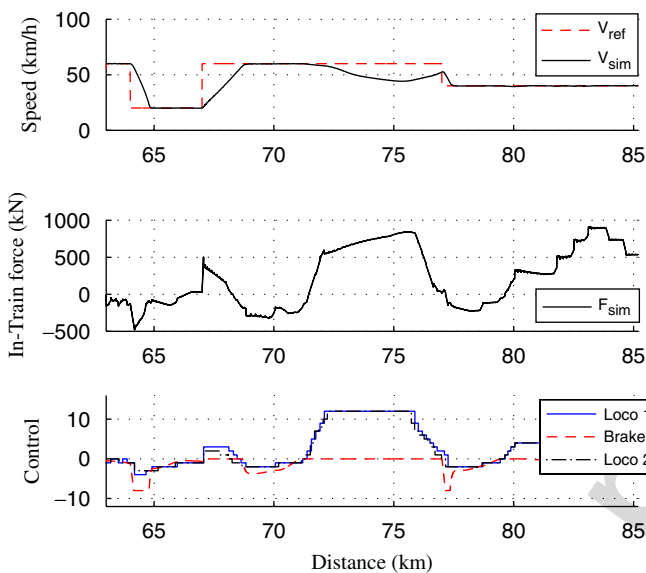 100
50
0
Speed (km/h)
V_ref
V_sim
65
70
75
80
85
1000
500
0
−500
In-Train force (kN)
F_sim
65
70
75
80
85
10
0
−10
Control
Loco 1
Brake
Loco 2
65
70
75
80
85
Distance (km)